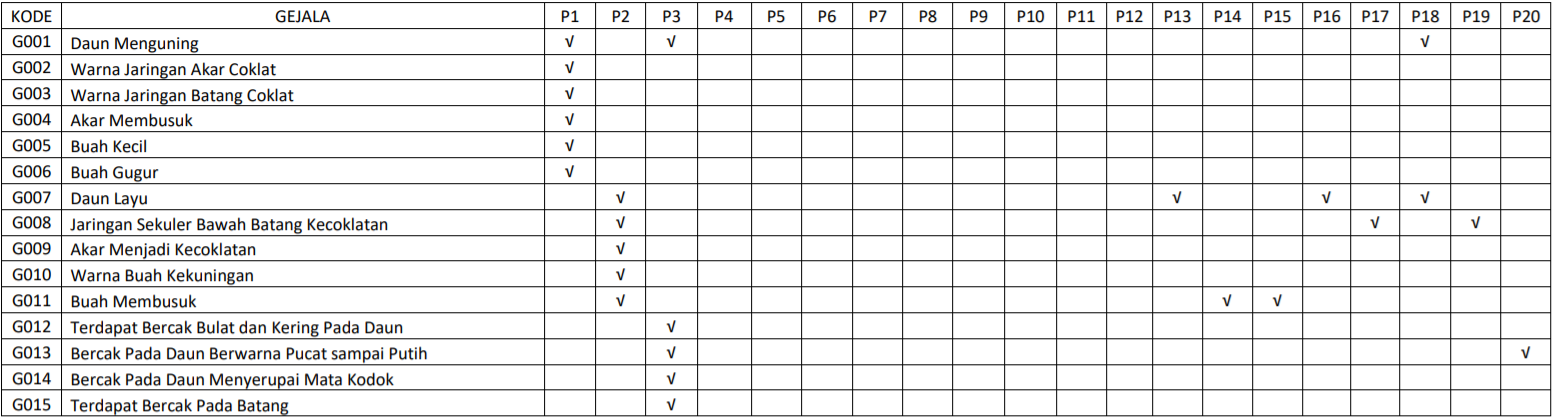 KODE GEJALA P1 P2 P3 P4 P5 P6 P7 P8 P9 P10 P11 P12 P13 P14 P15 P16 P17 P18 P19 P20
G001 Daun Menguning √ √ √
G002 Warna Jaringan Akar Coklat √
G003 Warna Jaringan Batang Coklat √
G004 Akar Membusuk √
G005 Buah Kecil √
G006 Buah Gugur √
G007 Daun Layu √ √ √ √
G008 Jaringan Sekuler Bawah Batang Kecoklatan √ √ √
G009 Akar Menjadi Kecoklatan √
G010 Warna Buah Kekuningan √
G011 Buah Membusuk √ √ √
G012 Terdapat Bercak Bulat dan Kering Pada Daun √
G013 Bercak Pada Daun Berwarna Pucat sampai Putih √ √
G014 Bercak Pada Daun Menyerupai Mata Kodok √
G015 Terdapat Bercak Pada Batang √